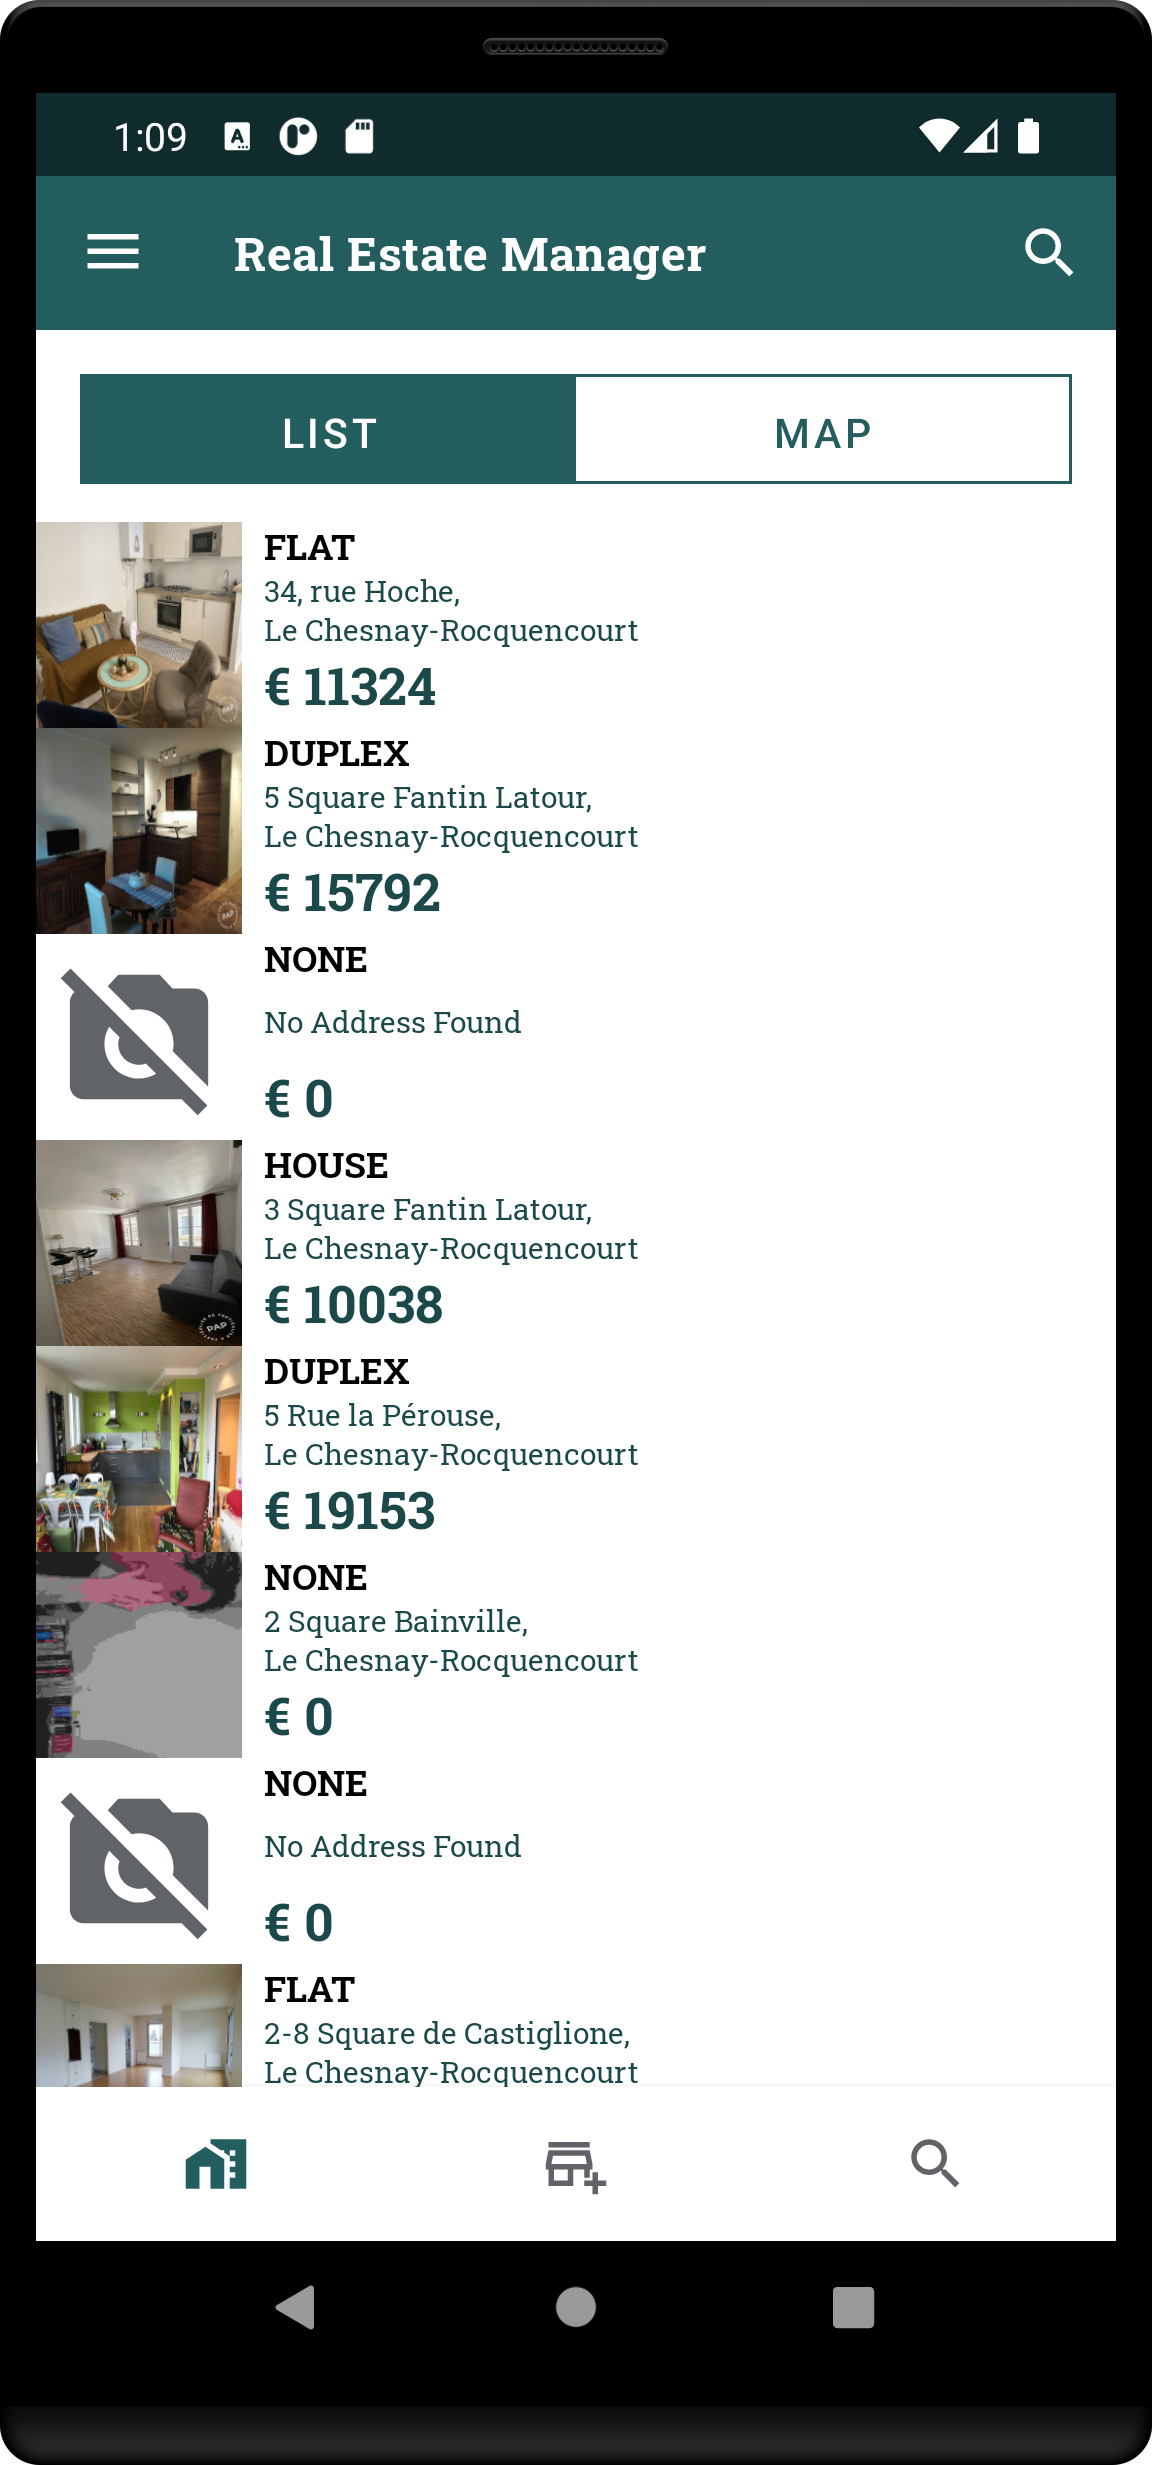 1:09
Real Estate Manager
LIST
MAP
FLAT
34, rue Hoche,
Le Chesnay-Rocquencourt
€ 11324
DUPLEX
5 Square Fantin Latour,
Le Chesnay-Rocquencourt
€ 15792
NONE
No Address Found
€ 0
HOUSE
3 Square Fantin Latour,
Le Chesnay-Rocquencourt
€ 10038
PAP
DUPLEX
5 Rue la Pérouse,
Le Chesnay-Rocquencourt
€ 19153
NONE
2 Square Bainville,
Le Chesnay-Rocquencourt
€ 0
NONE
No Address Found
€ 0
FLAT
2-8 Square de Castiglione,
Le Chesnay-Rocquencourt